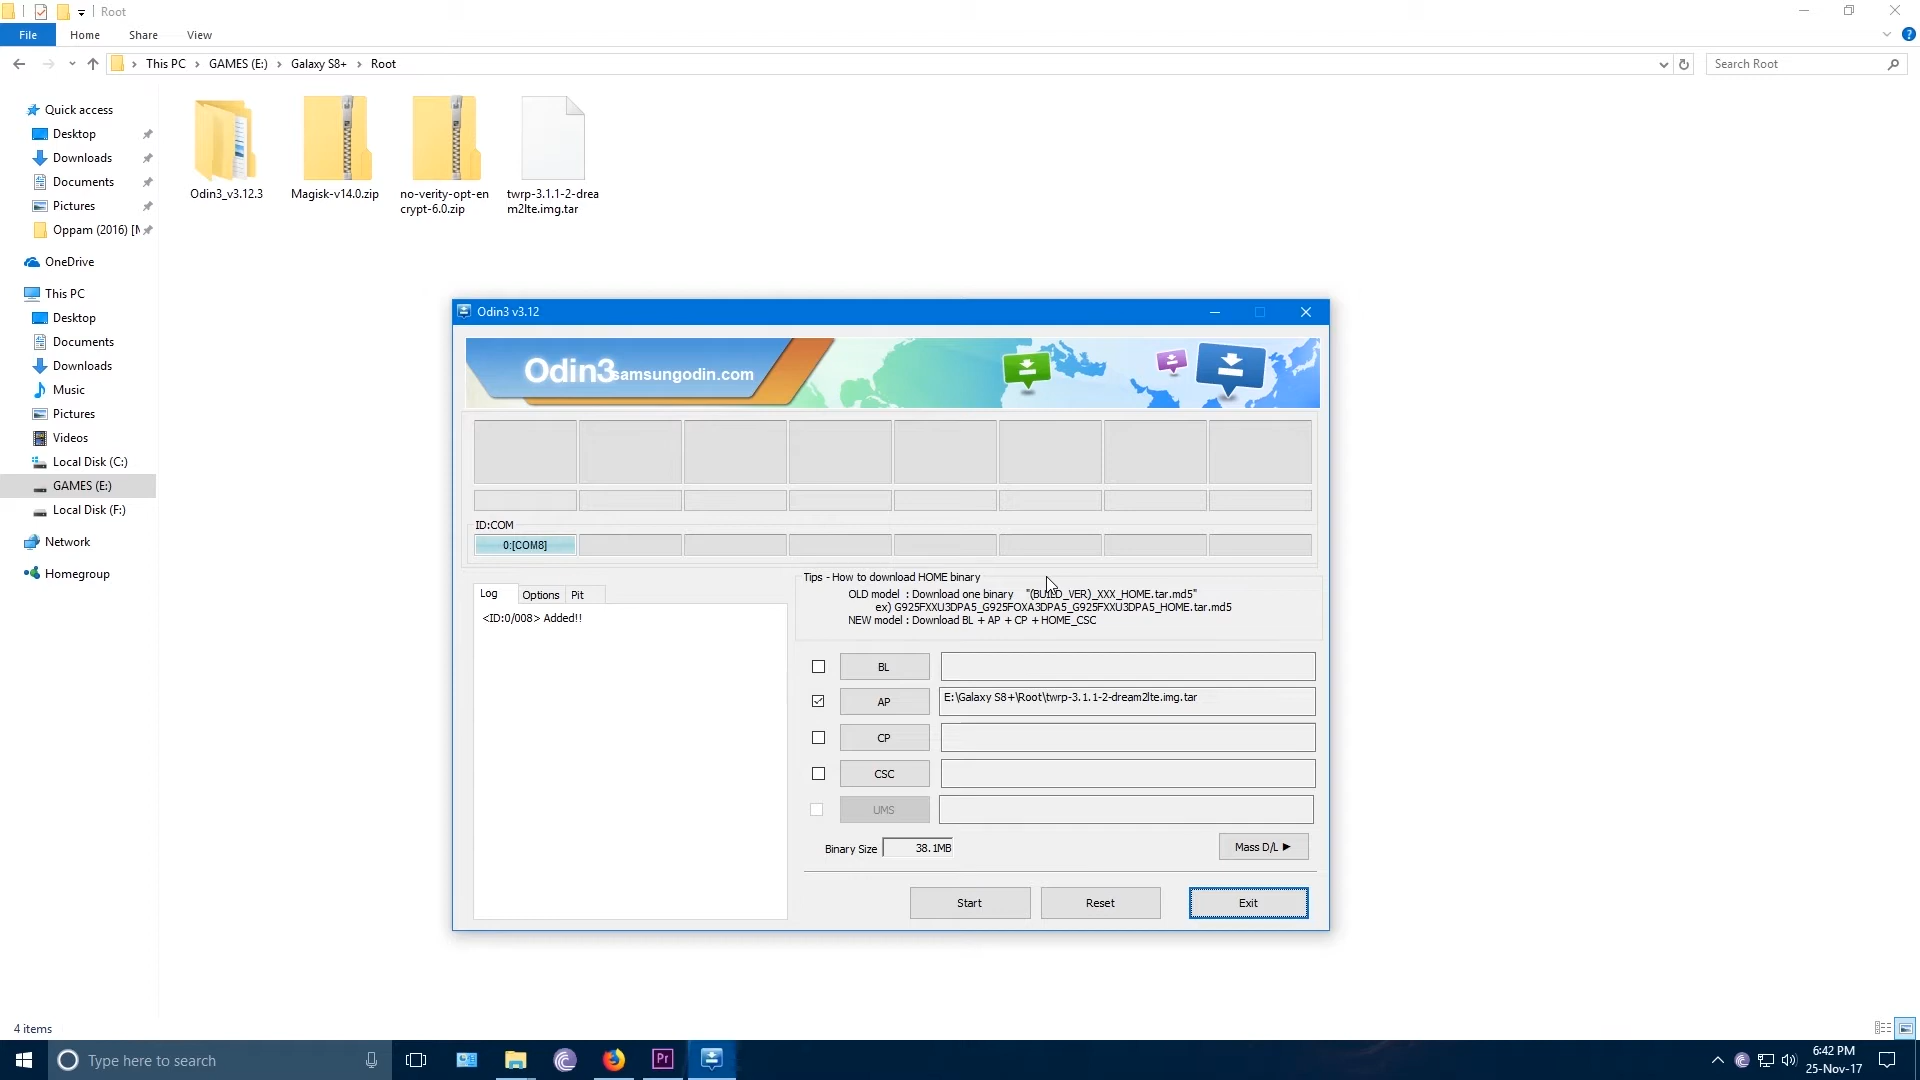 Root
File
Home
Share
View
This PC
GAMES (E:)
Galaxy S8+
Root
Search Root
Quick access
Desktop
Downloads
Documents
Pictures
Oppam (2016) [M
OneDrive
This PC
Desktop
Documents
Downloads
Music
Pictures
Videos
Local Disk (C:)
GAMES (E:)
Local Disk (F:)
Network
Homegroup
Odin3_v3.12.3
Magisk-v14.0.zip
no-verity-opt-en
crypt-6.0.zip
twrp-3.1.1-2-drea
m2lte.img.tar
Odin3 v3.12
Odin3samsungodin.com
ID:COM
0:[COM8]
Log
Options
Pit
<ID:0/008> Added!!
Tips - How to download HOME binary
OLD model : Download one binary "(BUILD_VER)_XXX_HOME.tar.md5"
ex) G925FXXU3DPA5_G925FOXA3DPA5_G925FXXU3DPA5_HOME.tar.md5
NEW model : Download BL + AP + CP + HOME_CSC
BL
AP
E:\Galaxy S8+\Root\twrp-3.1.1-2-dream2lte.img.tar
CP
CSC
UMS
Binary Size
38.1MB
Mass D/L ▶
Start
Reset
Exit
4 items
Type here to search
Pr
6:42 PM
25-Nov-17